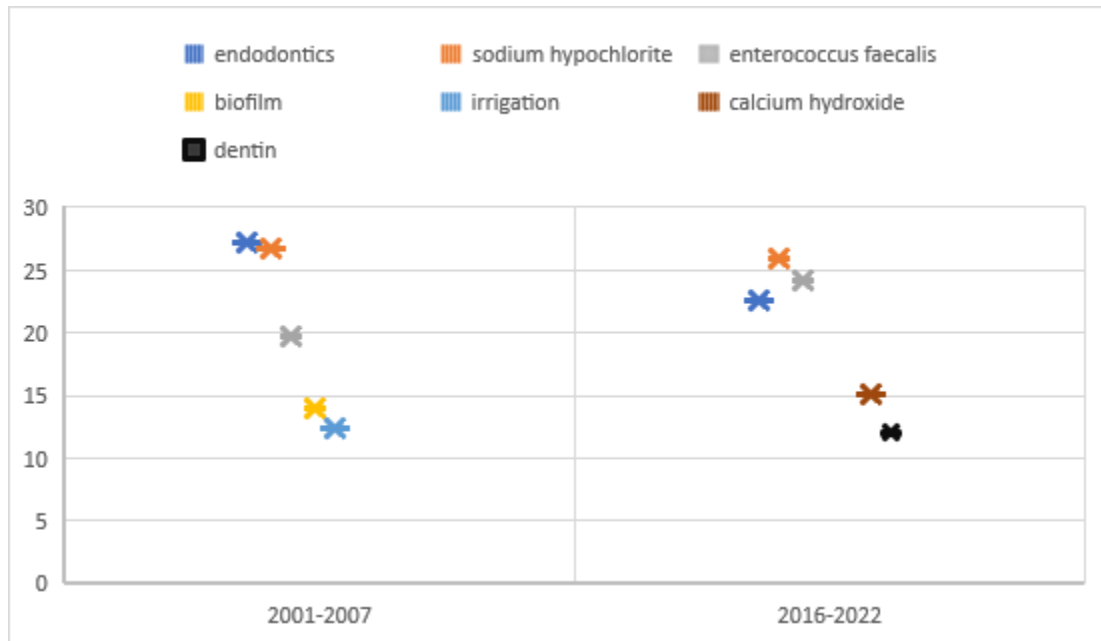 endodontics sodium hypochlorite enterococcus faecalis
biofilm irrigation calcium hydroxide
dentin
30
25
20
15
10
5
0
2001-2007 2016-2022